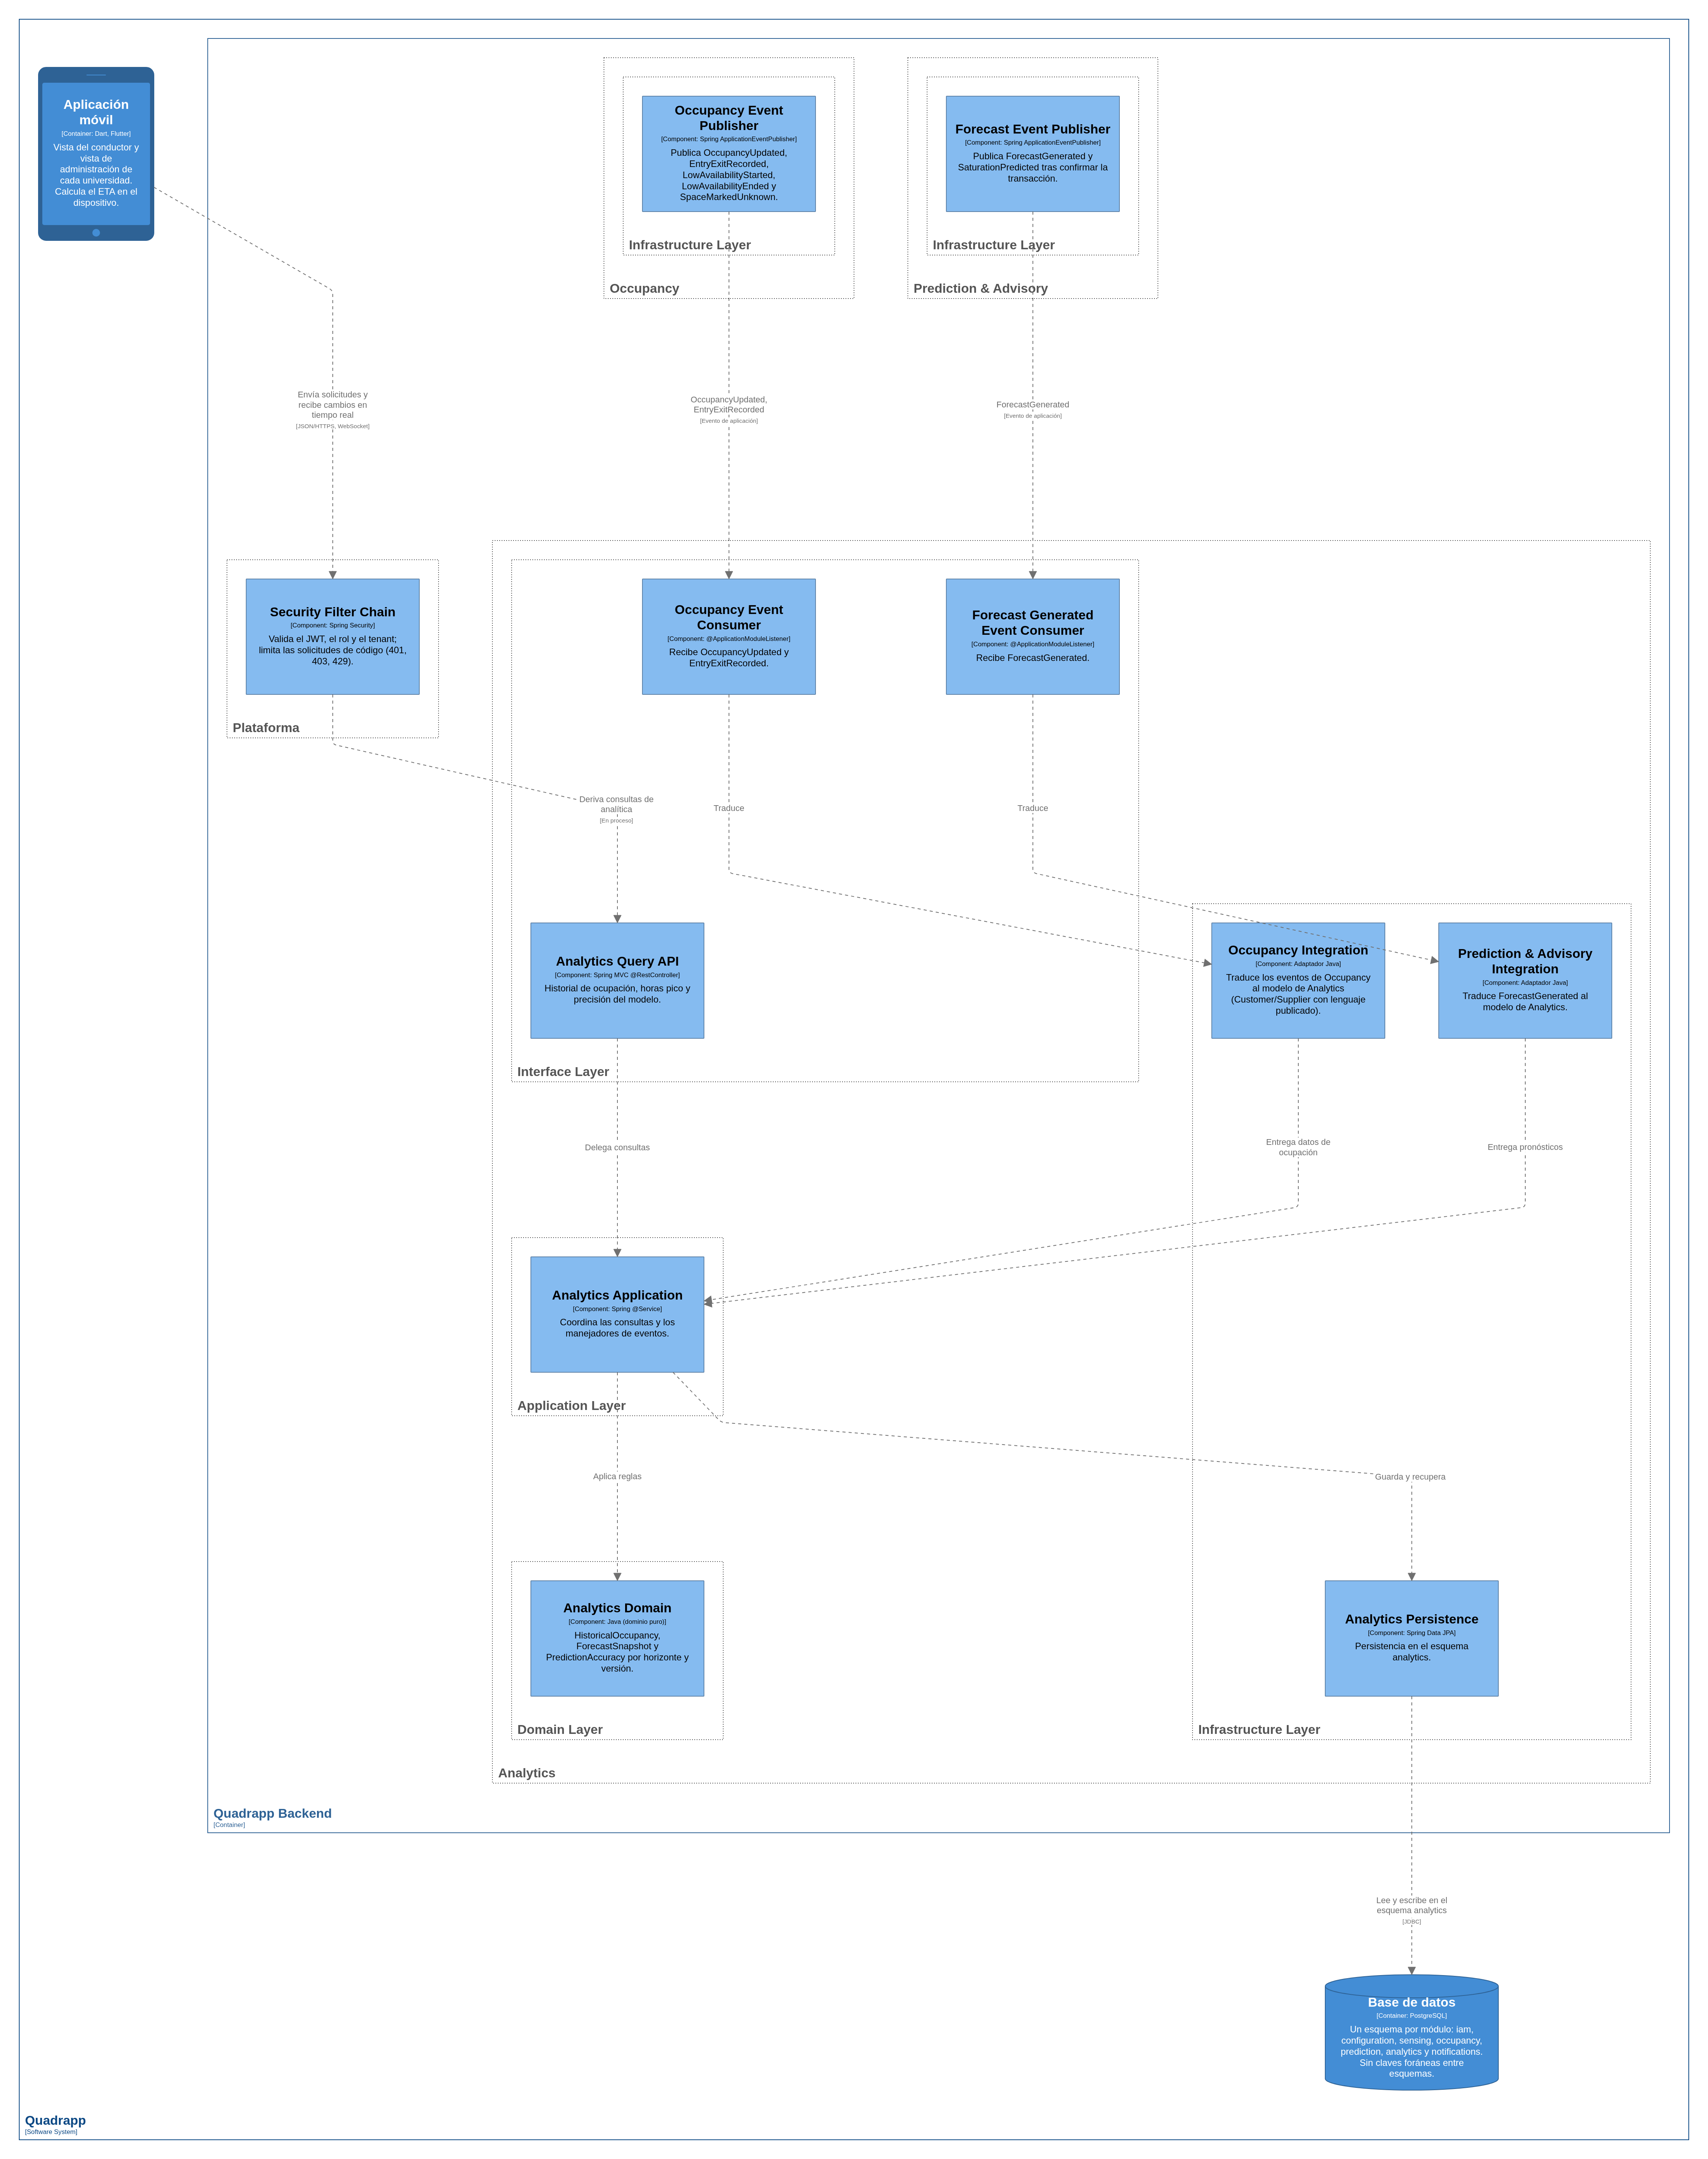 Aplicación
móvil
[Container: Dart, Flutter]
Vista del conductor y
vista de
administración de
cada universidad.
Calcula el ETA en el
dispositivo.
Occupancy Event
Publisher
[Component: Spring ApplicationEventPublisher]
Publica OccupancyUpdated,
EntryExitRecorded,
LowAvailabilityStarted,
LowAvailabilityEnded y
SpaceMarkedUnknown.
Infrastructure Layer
Occupancy
Forecast Event Publisher
[Component: Spring ApplicationEventPublisher]
Publica ForecastGenerated y
SaturationPredicted tras confirmar la
transacción.
Infrastructure Layer
Prediction & Advisory
Envía solicitudes y
recibe cambios en
tiempo real
[JSON/HTTPS, WebSocket]
OccupancyUpdated,
EntryExitRecorded
[Evento de aplicación]
ForecastGenerated
[Evento de aplicación]
Security Filter Chain
[Component: Spring Security]
Valida el JWT, el rol y el tenant;
limita las solicitudes de código (401,
403, 429).
Plataforma
Occupancy Event
Consumer
[Component: @ApplicationModuleListener]
Recibe OccupancyUpdated y
EntryExitRecorded.
Forecast Generated
Event Consumer
[Component: @ApplicationModuleListener]
Recibe ForecastGenerated.
Deriva consultas de
analítica
[En proceso]
Traduce
Traduce
Analytics Query API
[Component: Spring MVC @RestController]
Historial de ocupación, horas pico y
precisión del modelo.
Interface Layer
Occupancy Integration
[Component: Adaptador Java]
Traduce los eventos de Occupancy
al modelo de Analytics
(Customer/Supplier con lenguaje
publicado).
Prediction & Advisory
Integration
[Component: Adaptador Java]
Traduce ForecastGenerated al
modelo de Analytics.
Delega consultas
Entrega datos de
ocupación
Entrega pronósticos
Analytics Application
[Component: Spring @Service]
Coordina las consultas y los
manejadores de eventos.
Application Layer
Aplica reglas
Guarda y recupera
Analytics Domain
[Component: Java (dominio puro)]
HistoricalOccupancy,
ForecastSnapshot y
PredictionAccuracy por horizonte y
versión.
Domain Layer
Analytics Persistence
[Component: Spring Data JPA]
Persistencia en el esquema
analytics.
Infrastructure Layer
Analytics
Quadrapp Backend
[Container]
Lee y escribe en el
esquema analytics
[JDBC]
Base de datos
[Container: PostgreSQL]
Un esquema por módulo: iam,
configuration, sensing, occupancy,
prediction, analytics y notifications.
Sin claves foráneas entre
esquemas.
Quadrapp
[Software System]